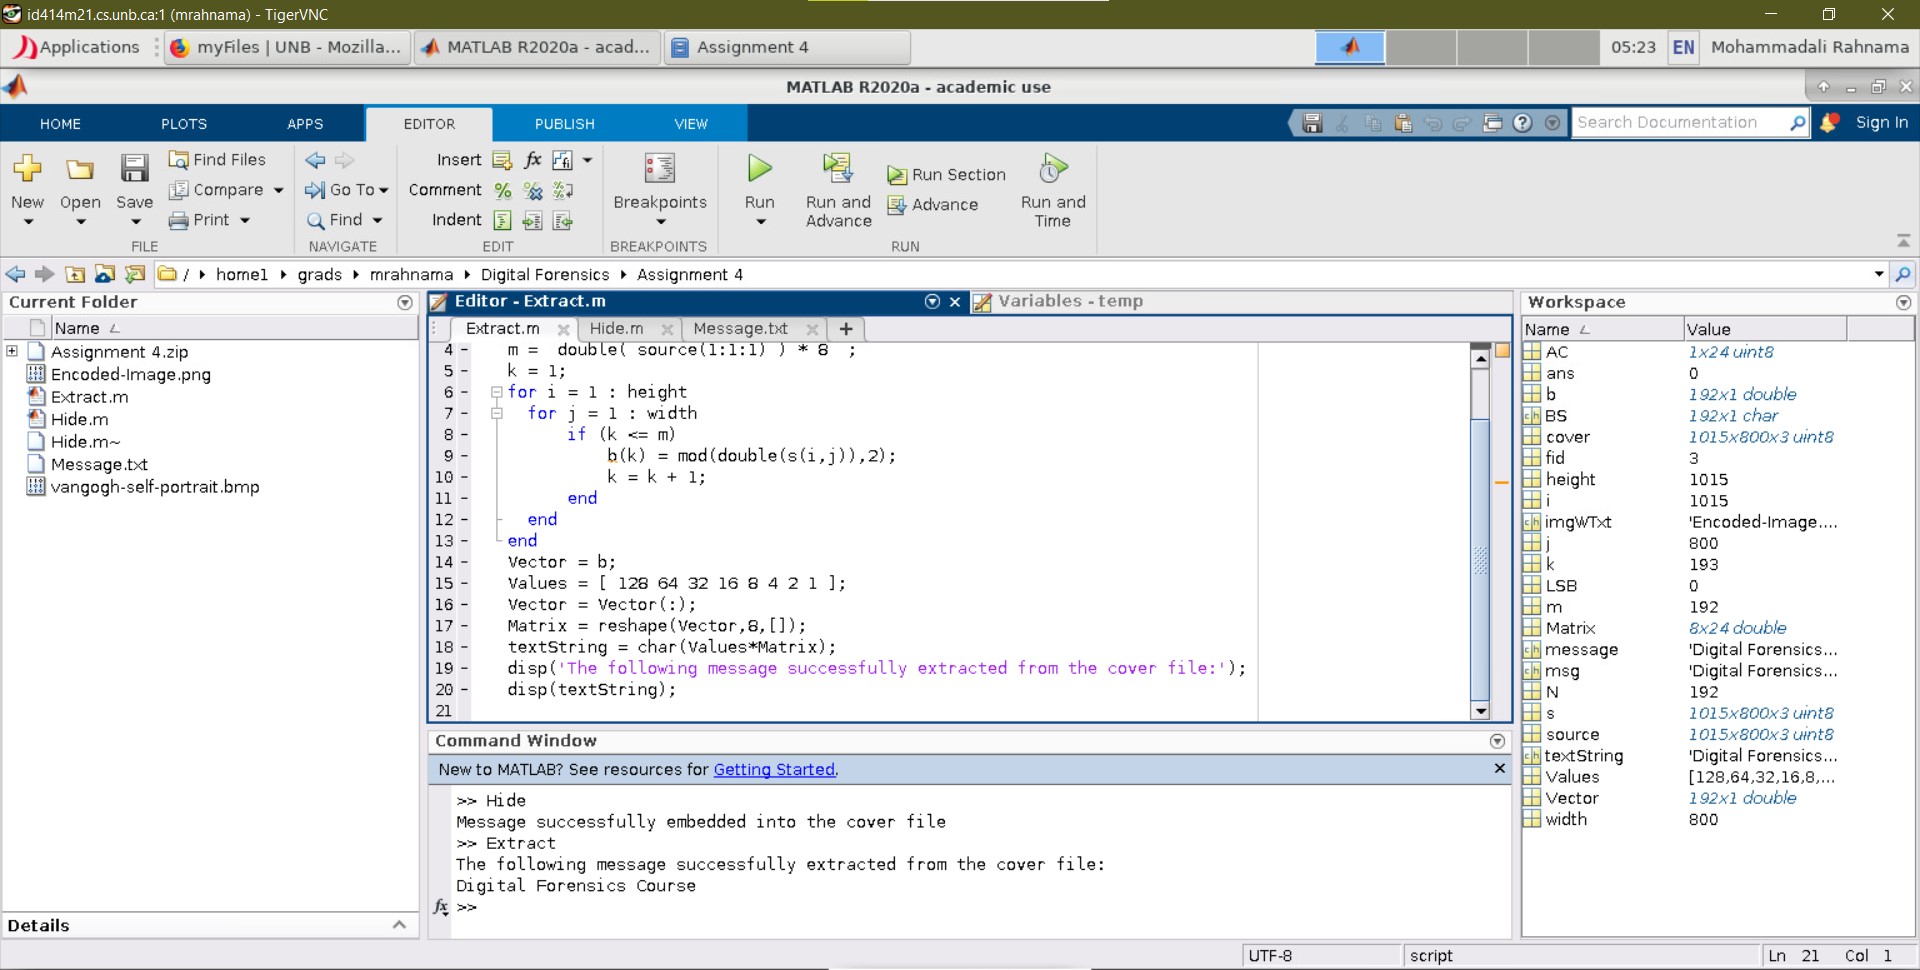 id414m21.cs.unb.ca:1 (mrahnama) - TigerVNC
Applications
myFiles | UNB - Mozilla...
MATLAB R2020a - acad...
Assignment 4
05:23
EN
Mohammadali Rahnama
MATLAB R2020a - academic use
HOME
PLOTS
APPS
EDITOR
PUBLISH
VIEW
Search Documentation
Sign In
New
Open
Save
Find Files
Compare
Print
FILE
Go To
Find
NAVIGATE
Insert
fx
Comment
Indent
EDIT
Breakpoints
BREAKPOINTS
Run
Run and Advance
Run Section
Advance
Run and Time
RUN
/ home1 grads mrahnama Digital Forensics Assignment 4
Current Folder
Name
Assignment 4.zip
Encoded-Image.png
Extract.m
Hide.m
Hide.m~
Message.txt
vangogh-self-portrait.bmp
Details
Editor - Extract.m
Variables - temp
Extract.m
Hide.m
Message.txt
4 - m =  double( source(1:1:1) ) * 8  ;
5 - k = 1;
6 - for i = 1 : height
7 - for j = 1 : width
8 - if (k <= m)
9 - b(k) = mod(double(s(i,j)),2);
10 - k = k + 1;
11 - end
12 - end
13 - end
14 - Vector = b;
15 - Values = [ 128 64 32 16 8 4 2 1 ];
16 - Vector = Vector(:);
17 - Matrix = reshape(Vector,8,[]);
18 - textString = char(Values*Matrix);
19 - disp('The following message successfully extracted from the cover file:');
20 - disp(textString);
21
Command Window
New to MATLAB? See resources for Getting Started.
>> Hide
Message successfully embedded into the cover file
>> Extract
The following message successfully extracted from the cover file:
Digital Forensics Course
fx >>
Workspace
Name Value
AC 1x24 uint8
ans 0
b 192x1 double
BS 192x1 char
cover 1015x800x3 uint8
fid 3
height 1015
i 1015
imgWTxt 'Encoded-Image....
j 800
k 193
LSB 0
m 192
Matrix 8x24 double
message 'Digital Forensics...
msg 'Digital Forensics...
N 192
s 1015x800x3 uint8
source 1015x800x3 uint8
textString 'Digital Forensics...
Values [128,64,32,16,8,...
Vector 192x1 double
width 800
UTF-8
script
Ln 21 Col 1